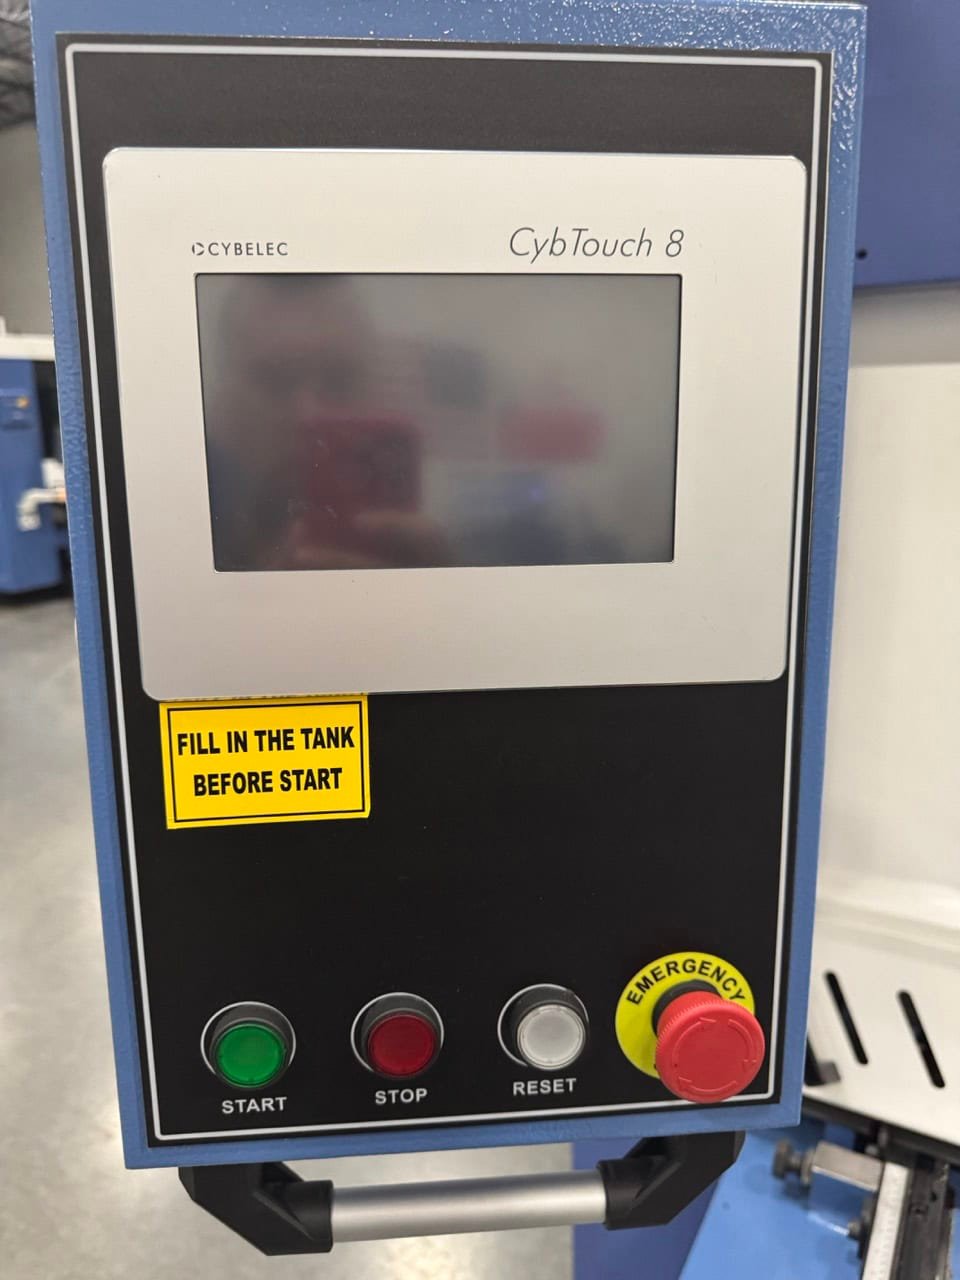 CYBELEC
CybTouch 8
FILL IN THE TANK
BEFORE START
EMERGENCY
START
STOP
RESET